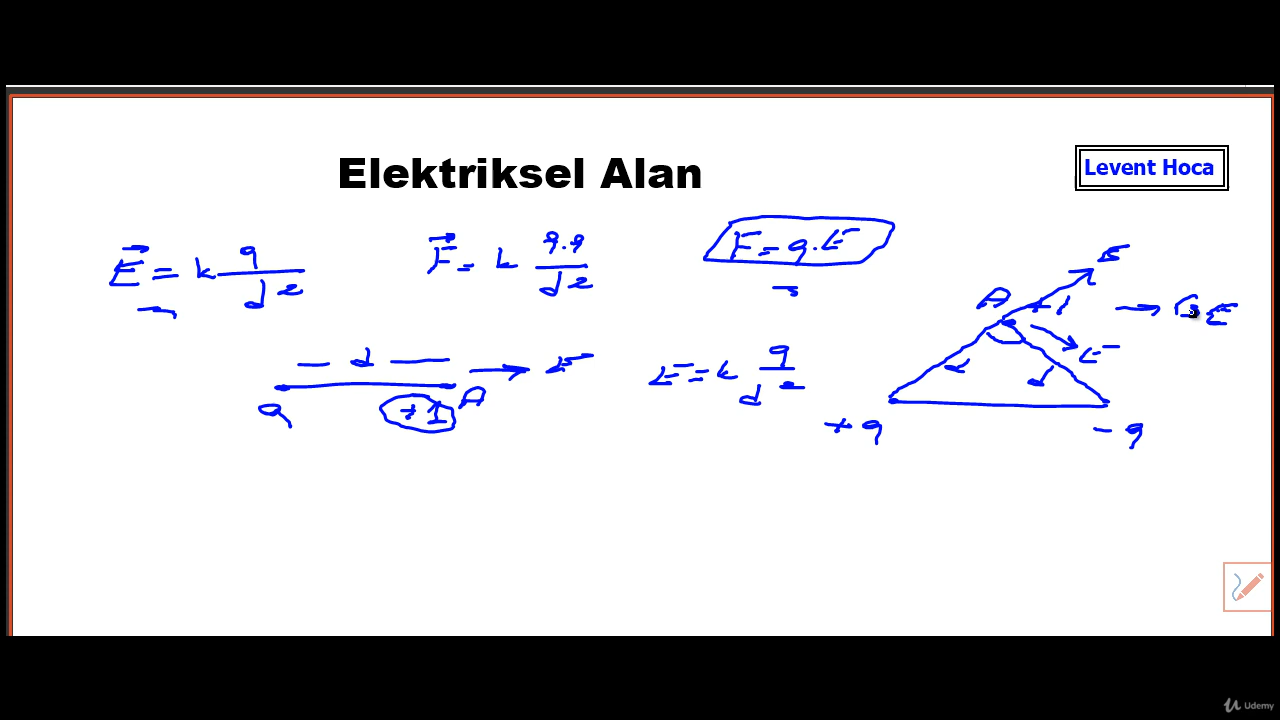 Elektriksel Alan
Levent Hoca
E = k q / d²
F = k q.q / d²
F = q.E
d
E
q
+1
A
E = k q / d²
A
+1
E
E
E
d
d
+q
-q
Udemy